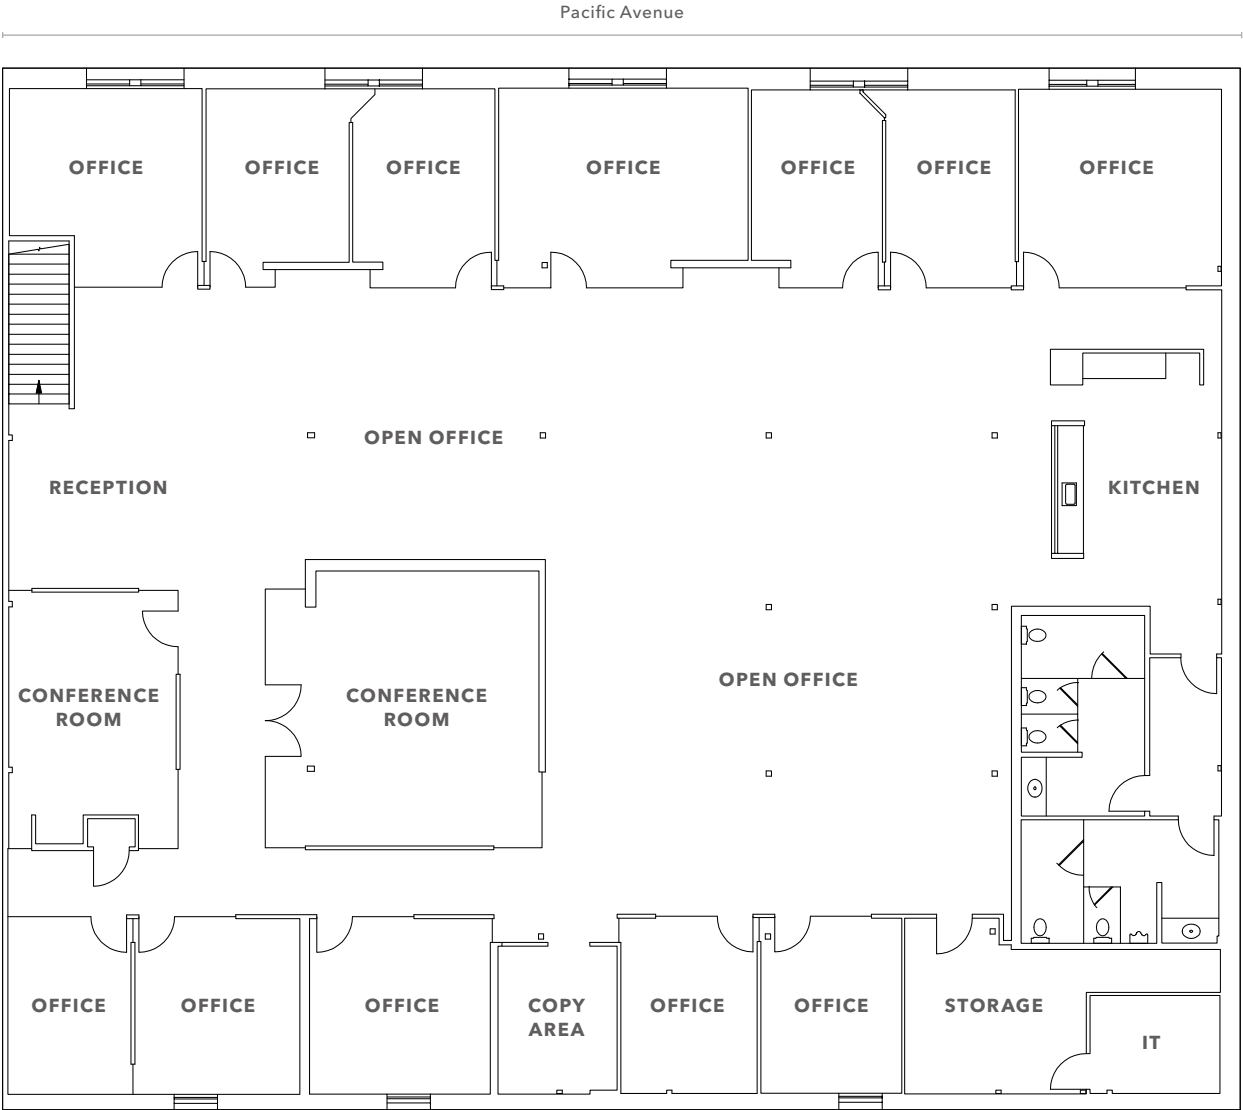 Pacific Avenue
OFFICE
OFFICE
OFFICE
OFFICE
OFFICE
OFFICE
OFFICE
OPEN OFFICE
RECEPTION
KITCHEN
CONFERENCE
ROOM
CONFERENCE
ROOM
OPEN OFFICE
OFFICE
OFFICE
OFFICE
COPY
AREA
OFFICE
OFFICE
STORAGE
IT